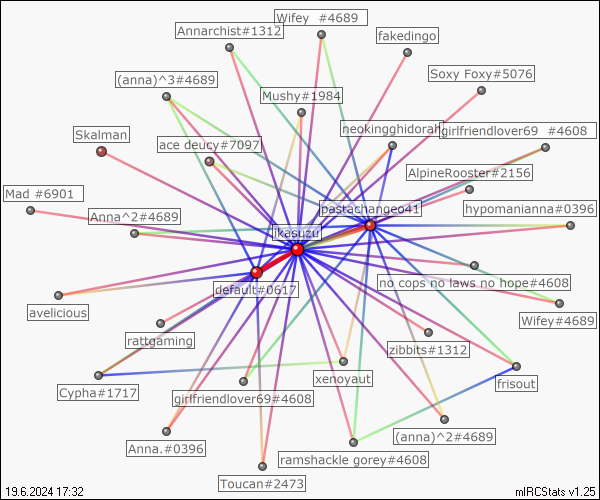 Wifey #4689
Annarchist#1312
fakedingo
Soxy Foxy#5076
(anna)^3#4689
Mushy#1984
neokingghidorah
girlfriendlover69 #4608
Skalman
ace deucy#7097
AlpineRooster#2156
Mad #6901
Anna^2#4689
pastachangeo41
hypomanianna#0396
ikasuzu
no cops no laws no hope#4608
default#0617
avelicious
Wifey#4689
rattgaming
zibbits#1312
xenoyaut
frisout
Cypha#1717
girlfriendlover69#4608
(anna)^2#4689
Anna.#0396
ramshackle gorey#4608
Toucan#2473
19.6.2024 17:32
mIRCStats v1.25